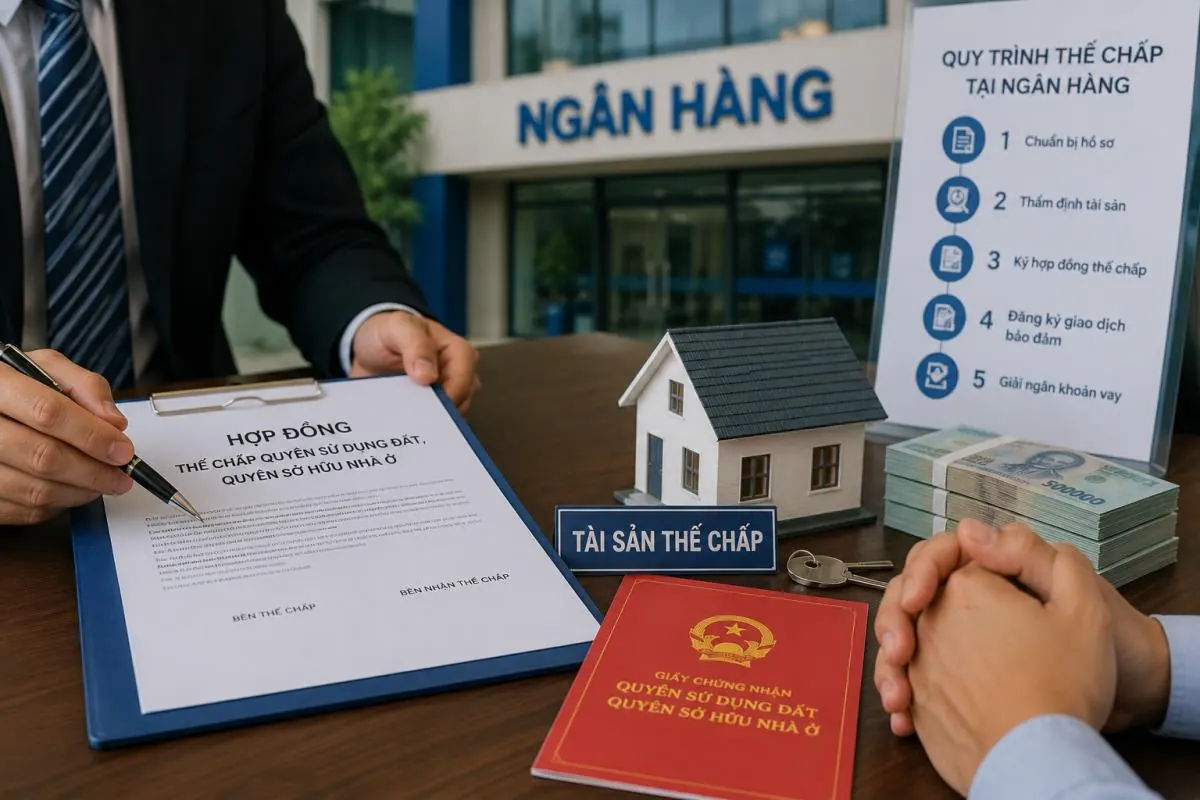 NGÂN HÀNG
QUY TRÌNH THẾ CHẤP
TẠI NGÂN HÀNG
1 Chuẩn bị hồ sơ
2 Thẩm định tài sản
3 Ký hợp đồng thế chấp
4 Đăng ký giao dịch
bảo đảm
5 Giải ngân khoản vay
HỢP ĐỒNG
THẾ CHẤP QUYỀN SỬ DỤNG ĐẤT,
QUYỀN SỞ HỮU NHÀ Ở
BÊN THẾ CHẤP
BÊN NHẬN THẾ CHẤP
TÀI SẢN THẾ CHẤP
500000
GIẤY CHỨNG NHẬN
QUYỀN SỬ DỤNG ĐẤT
QUYỀN SỞ HỮU NHÀ Ở